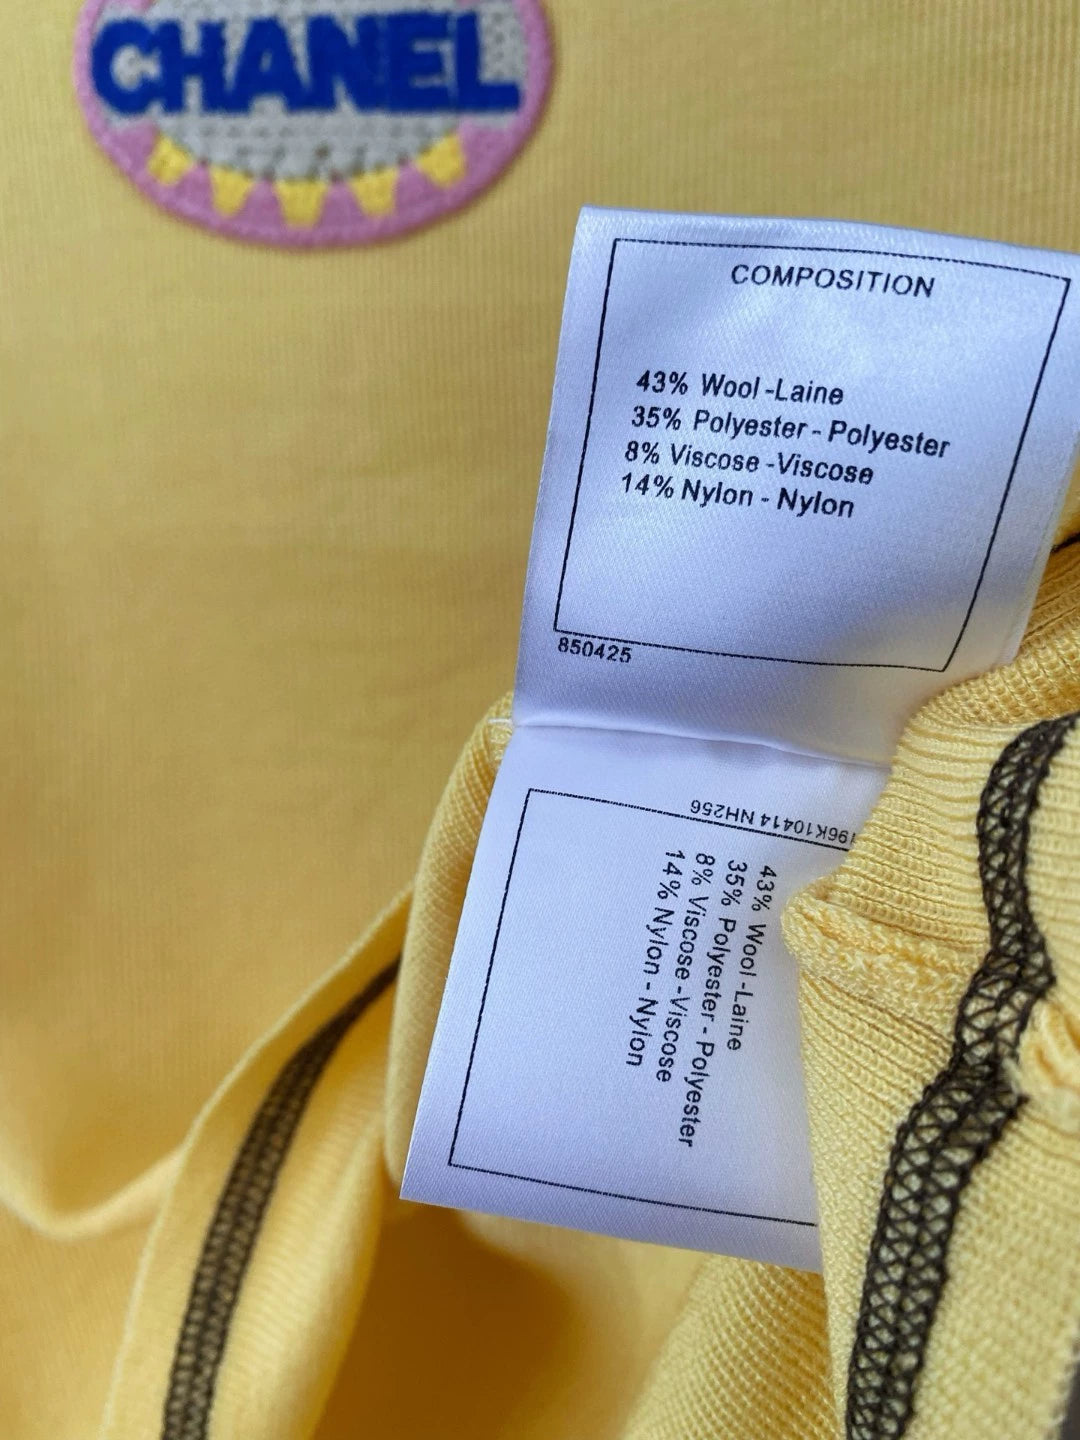 CHANEL
COMPOSITION
43% Wool -Laine
35% Polyester - Polyester
8% Viscose -Viscose
14% Nylon - Nylon
850425
196K10414 NH256
43% Wool -Laine
35% Polyester - Polyester
8% Viscose -Viscose
14% Nylon - Nylon